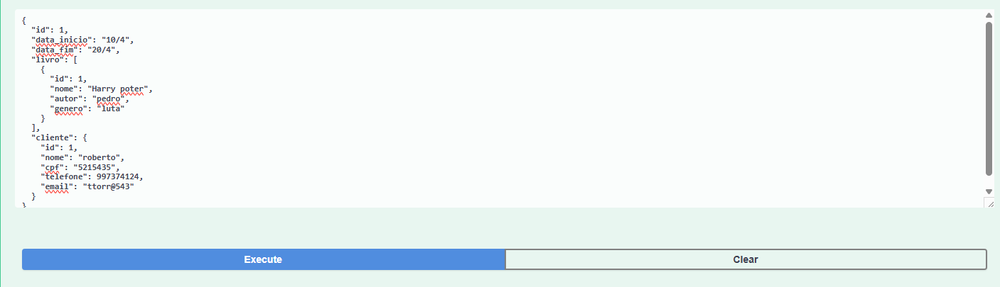 {
  "id": 1,
  "data_inicio": "10/4",
  "data_fim": "20/4",
  "livro": [
    {
      "id": 1,
      "nome": "Harry poter",
      "autor": "pedro",
      "genero": "luta"
    }
  ],
  "cliente": {
    "id": 1,
    "nome": "roberto",
    "cpf": "5215435",
    "telefone": 997374124,
    "email": "ttorr@543"
  }
}
Execute
Clear